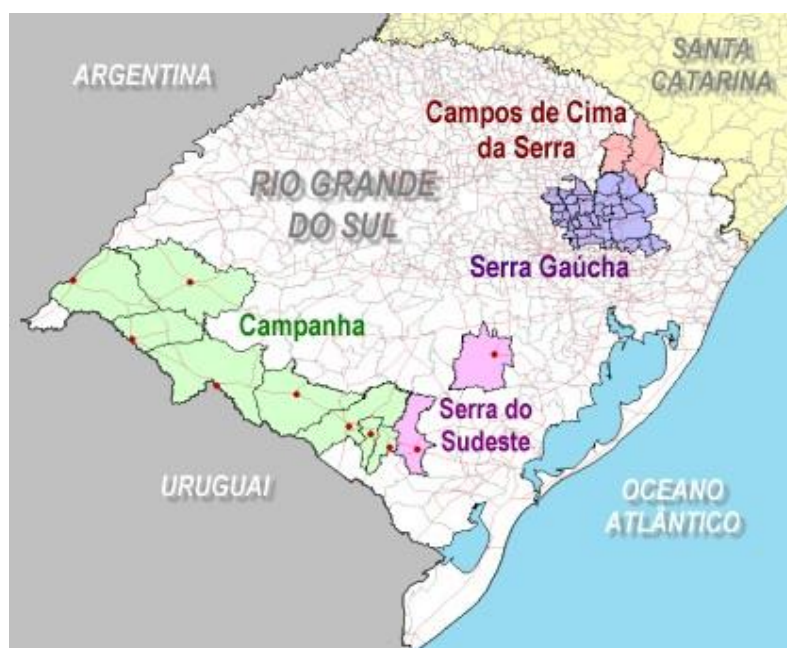 SANTA
CATARINA
ARGENTINA
Campos de Cima
da Serra
RIO GRANDE
DO SUL
Serra Gaúcha
Campanha
Serra do
Sudeste
URUGUAI
OCEANO
ATLÂNTICO